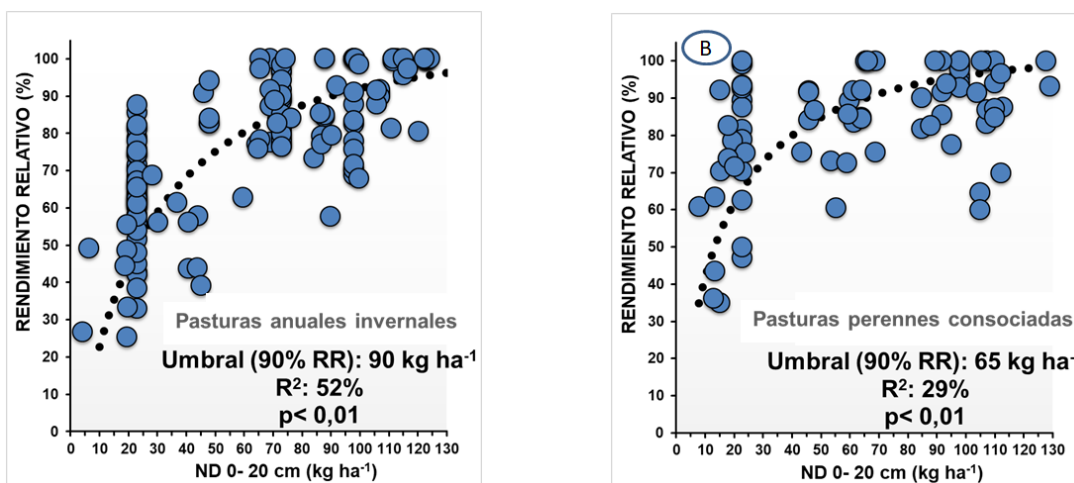 RENDIMIENTO RELATIVO (%)
100
90
80
70
60
50
40
30
20
10
0
0 10 20 30 40 50 60 70 80 90 100 110 120 130
ND 0- 20 cm (kg ha⁻¹)
Pasturas anuales invernales
Umbral (90% RR): 90 kg ha⁻¹
R²: 52%
p< 0,01
B
RENDIMIENTO RELATIVO (%)
100
90
80
70
60
50
40
30
20
10
0
0 10 20 30 40 50 60 70 80 90 100 110 120 130
ND 0- 20 cm (kg ha⁻¹)
Pasturas perennes consociadas
Umbral (90% RR): 65 kg ha⁻
R²: 29%
p< 0,01